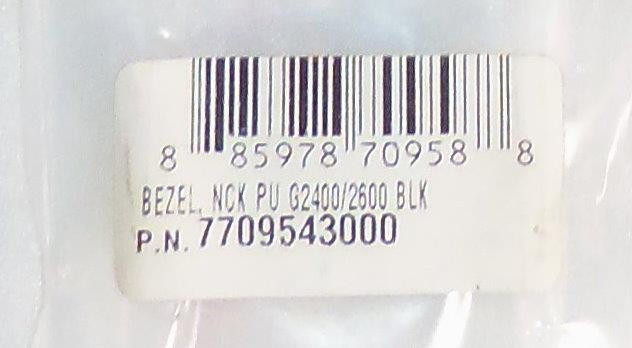 8 85978 70958 8
BEZEL, NCK PU G2400/2600 BLK
P.N. 7709543000